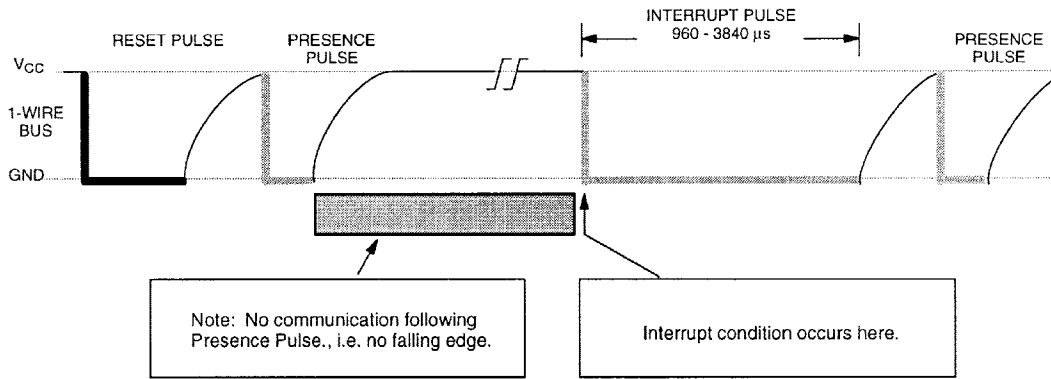 INTERRUPT PULSE
960 - 3840 µs
RESET PULSE
PRESENCE
PULSE
PRESENCE
PULSE
VCC
1-WIRE
BUS
GND
Note: No communication following
Presence Pulse., i.e. no falling edge.
Interrupt condition occurs here.